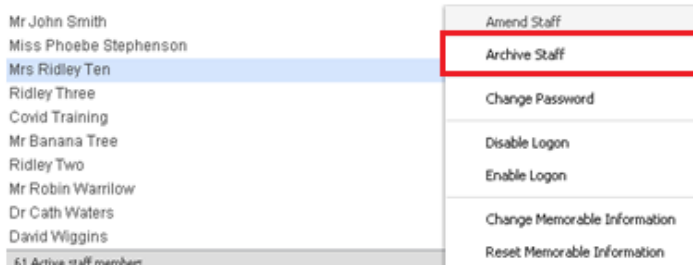 Mr John Smith
Miss Phoebe Stephenson
Mrs Ridley Ten
Ridley Three
Covid Training
Mr Banana Tree
Ridley Two
Mr Robin Warrilow
Dr Cath Waters
David Wiggins
61 Active staff members
Amend Staff
Archive Staff
Change Password
Disable Logon
Enable Logon
Change Memorable Information
Reset Memorable Information